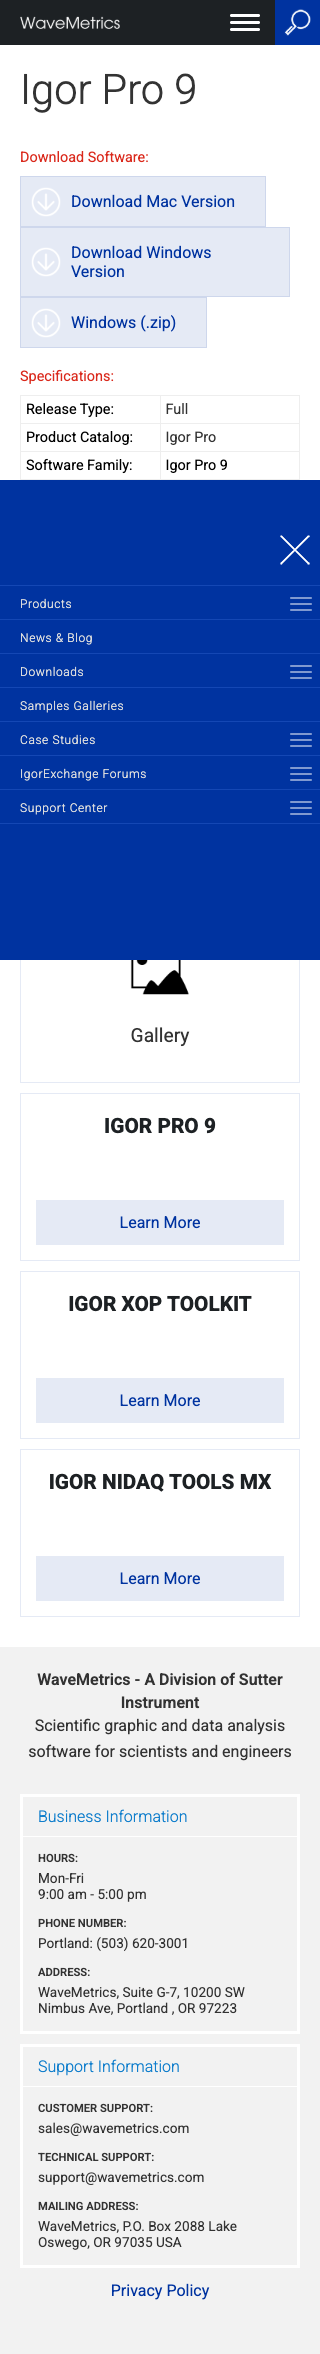 WaveMetrics
Igor Pro 9
Download Software:
Download Mac Version
Download Windows
Version
Windows (.zip)
Specifications:
Release Type: Full
Product Catalog: Igor Pro
Software Family: Igor Pro 9
Products
News & Blog
Downloads
Samples Galleries
Case Studies
IgorExchange Forums
Support Center
Gallery
IGOR PRO 9
Learn More
IGOR XOP TOOLKIT
Learn More
IGOR NIDAQ TOOLS MX
Learn More
WaveMetrics - A Division of Sutter
Instrument
Scientific graphic and data analysis
software for scientists and engineers
Business Information
HOURS:
Mon-Fri
9:00 am - 5:00 pm
PHONE NUMBER:
Portland: (503) 620-3001
ADDRESS:
WaveMetrics, Suite G-7, 10200 SW
Nimbus Ave, Portland , OR 97223
Support Information
CUSTOMER SUPPORT:
sales@wavemetrics.com
TECHNICAL SUPPORT:
support@wavemetrics.com
MAILING ADDRESS:
WaveMetrics, P.O. Box 2088 Lake
Oswego, OR 97035 USA
Privacy Policy